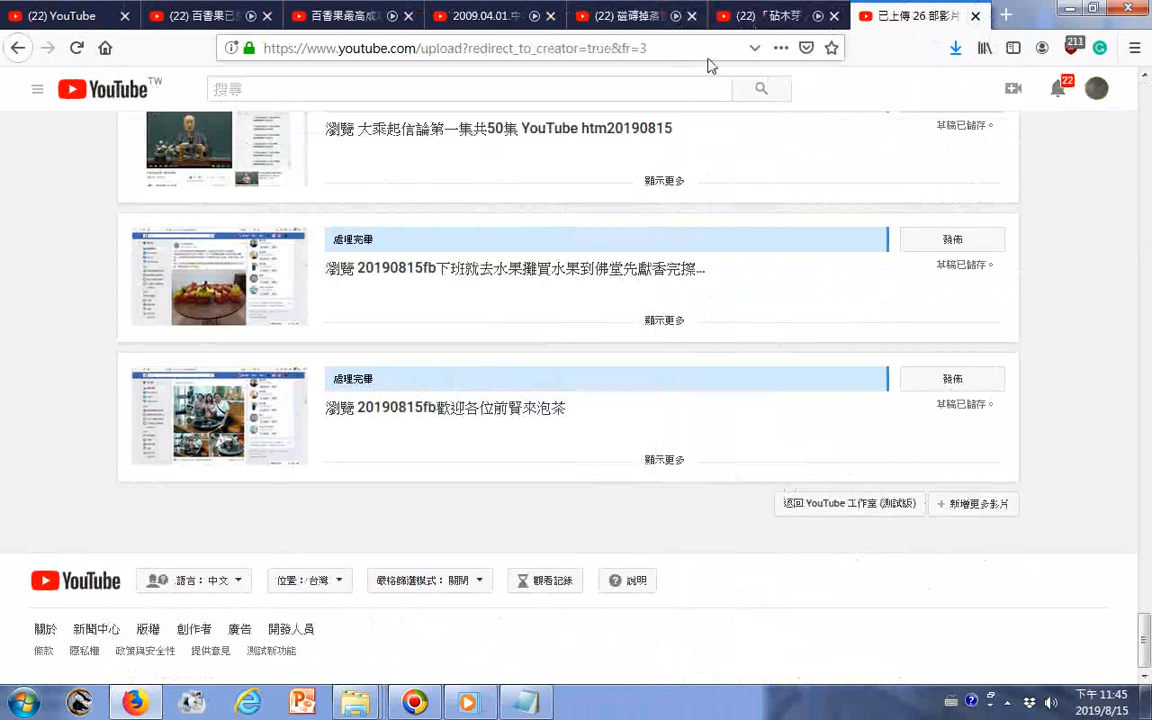 (22) YouTube
(22) 百香果已
百香果最高成
2009.04.01.中
(22) 磁磚掉落
(22) 「砧木芽
已上傳 26 部影片
https://www.youtube.com/upload?redirect_to_creator=true&fr=3
211
YouTube TW
搜尋
22
瀏覽 大乘起信論第一集共50集 YouTube htm20190815
草稿已儲存。
顯示更多
處理完畢
發佈
瀏覽 20190815fb下班就去水果攤買水果到佛堂先獻香完擦...
草稿已儲存。
顯示更多
處理完畢
發佈
瀏覽 20190815fb歡迎各位前賢來泡茶
草稿已儲存。
顯示更多
返回 YouTube 工作室 (測試版)
+ 新增更多影片
YouTube
語言：中文
位置：台灣
嚴格篩選模式：關閉
觀看記錄
說明
關於 新聞中心 版權 創作者 廣告 開發人員
條款 隱私權 政策與安全性 提供意見 測試新功能
下午 11:45
2019/8/15